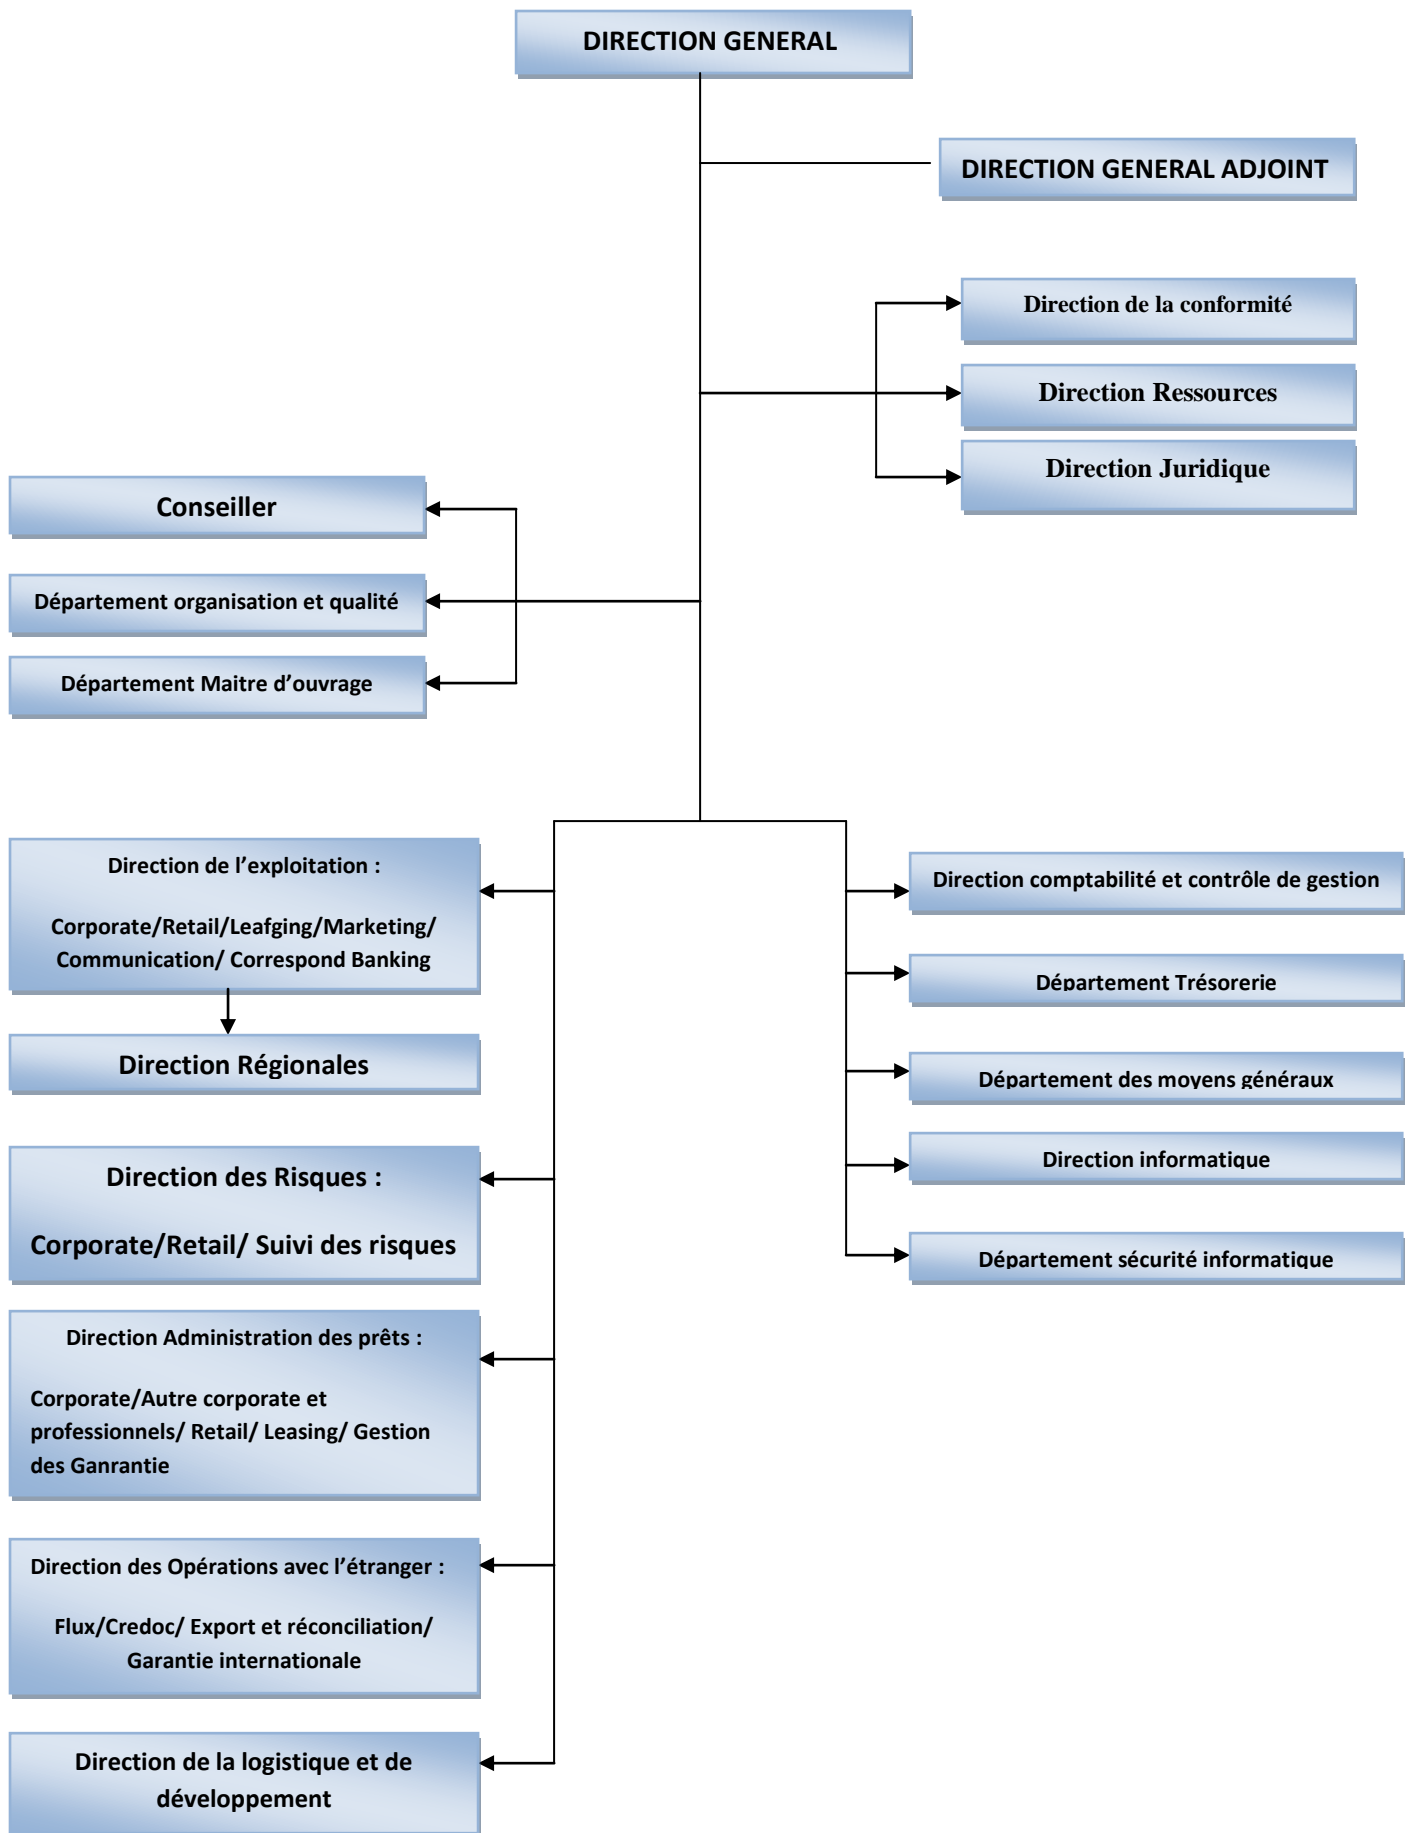 DIRECTION GENERAL
DIRECTION GENERAL ADJOINT
Direction de la conformité
Direction Ressources
Direction Juridique
Conseiller
Département organisation et qualité
Département Maitre d’ouvrage
Direction de l’exploitation :
Corporate/Retail/Leafging/Marketing/
Communication/ Correspond Banking
Direction Régionales
Direction des Risques :
Corporate/Retail/ Suivi des risques
Direction Administration des prêts :
Corporate/Autre corporate et
professionnels/ Retail/ Leasing/ Gestion
des Ganrantie
Direction des Opérations avec l’étranger :
Flux/Credoc/ Export et réconciliation/
Garantie internationale
Direction de la logistique et de
développement
Direction comptabilité et contrôle de gestion
Département Trésorerie
Département des moyens généraux
Direction informatique
Département sécurité informatique